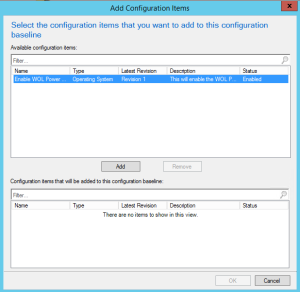 Add Configuration Items
x
Select the configuration items that you want to add to this configuration
baseline
Available configuration items:
Filter...
Name Type Latest Revision Description Status
Enable WOL Power ... Operating System Revision 1 This will enable the WOL P... Enabled
Add Remove
Configuration items that will be added to this configuration baseline:
Filter...
Name Type Latest Revision Description Status
There are no items to show in this view.
OK Cancel